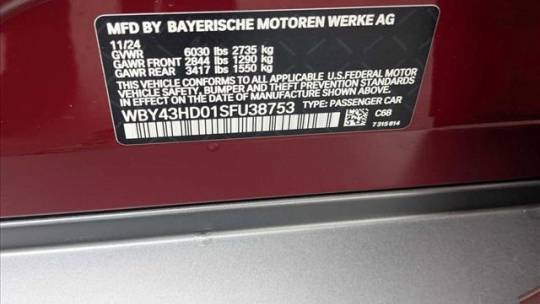 MFD BY BAYERISCHE MOTOREN WERKE AG
11/24
GVWR 6030 lbs 2735 kg
GAWR FRONT 2844 lbs 1290 kg
GAWR REAR 3417 lbs 1550 kg
THIS VEHICLE CONFORMS TO ALL APPLICABLE U.S.FEDERAL MOTOR
VEHICLE SAFETY, BUMPER AND THEFT PREVENTION STANDARDS
IN EFFECT ON THE DATE OF MANUFACTURE SHOWN ABOVE.
WBY43HD01SFU38753 TYPE: PASSENGER CAR
C68
7 315 614